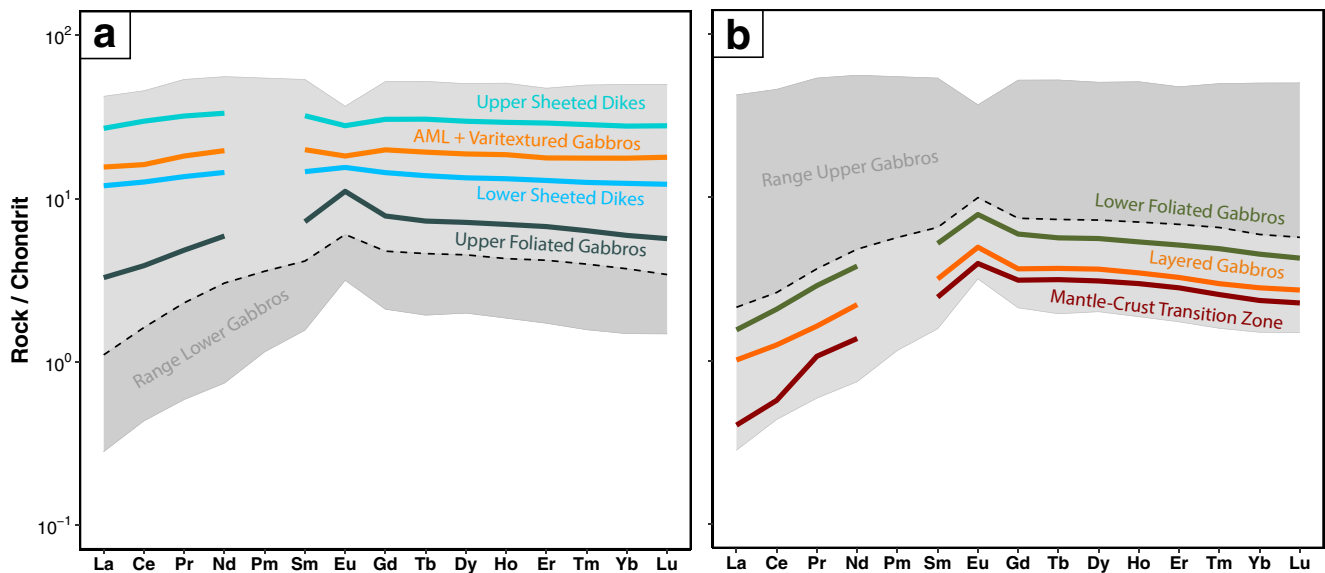 a
b
Rock / Chondrit
10²
10¹
10⁰
10⁻¹
Upper Sheeted Dikes
AML + Varitextured Gabbros
Lower Sheeted Dikes
Upper Foliated Gabbros
Range Lower Gabbros
Range Upper Gabbros
Lower Foliated Gabbros
Layered Gabbros
Mantle-Crust Transition Zone
La Ce Pr Nd Pm Sm Eu Gd Tb Dy Ho Er Tm Yb Lu
La Ce Pr Nd Pm Sm Eu Gd Tb Dy Ho Er Tm Yb Lu